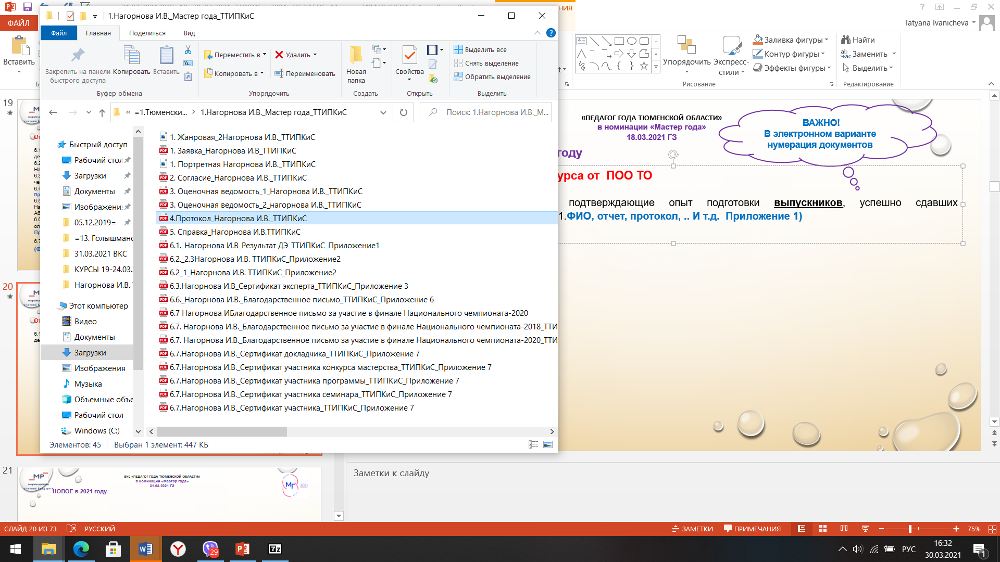 1.Нагорнова И.В._Мастер года_ТТИПКиС
Файл
Главная
Поделиться
Вид
Закрепить на панели
быстрого доступа
Копировать
Вставить
Буфер обмена
Переместить в
Копировать в
Удалить
Переименовать
Упорядочить
Новая
папка
Создать
Свойства
Открыть
Выделить все
Снять выделение
Обратить выделение
Выделить
« =1.Тюменски...
1.Нагорнова И.В._Мастер года_ТТИПКиС
Поиск: 1.Нагорнова И.В._М...
Быстрый доступ
Рабочий стол
Загрузки
Документы
Изображения
05.12.2019=
=13. Голышмано
31.03.2021 ВКС
КУРСЫ 19-24.03.
Нагорнова И.В.
Этот компьютер
Видео
Документы
Загрузки
Изображения
Музыка
Объемные объе
Рабочий стол
Windows (C:)
1. Жанровая_2Нагорнова И.В._ТТИПКиС
1. Заявка_Нагорнова И.В_ТТИПКиС
1. Портретная Нагорнова И.В._ТТИПКиС
2. Согласие_Нагорнова И.В._ТТИПКиС
3. Оценочная ведомость_1_Нагорнова И.В._ТТИПКиС
3. Оценочная ведомость_2_нагорнова И.В._ТТИПКиС
4.Протокол_Нагорнова И.В._ТТИПКиС
5. Справка_Нагорнова И.В.ТТИПКиС
6.1._Нагорнова И.В_Результат ДЭ_ТТИПКиС_Приложение1
6.2._2.3Нагорнова И.В. ТТИПКиС_Приложение2
6.2_1_Нагорнова И.В. ТТИПКиС_Приложение2
6.3.Нагорнова И.В_Сертификат эксперта_ТТИПКиС_Приложение 3
6.6._Нагорнова И.В._Благодарственное письмо_ТТИПКиС_Приложение 6
6.7 Нагорнова ИБлагодарственное письмо за участие в финале Национального чемпионата-2020
6.7. Нагорнова И.В._Благодарственное письмо за участие в финале Национального чемпионата-2018_ТТИ
6.7. Нагорнова И.В._Благодарственное письмо за участие в финале Национального чемпионата-2020_ТТИ
6.7.Нагорнова И.В._Сертификат докладчика_ТТИПКиС_Приложение 7
6.7.Нагорнова И.В._Сертификат участника конкурса мастерства_ТТИПКиС_Приложение 7
6.7.Нагорнова И.В._Сертификат участника программы_ТТИПКиС_Приложение 7
6.7.Нагорнова И.В._Сертификат участника семинара_ТТИПКиС_Приложение 7
6.7.Нагорнова И.В._Сертификат участника_ТТИПКиС_Приложение 7
Элементов: 45
Выбран 1 элемент: 447 КБ
ФАЙЛ
Вставить
Tatyana Ivanicheva
Упорядочить
Экспресс-
стили
Заливка фигуры
Контур фигуры
Эффекты фигуры
Рисование
Найти
Заменить
Выделить
Редактирование
«ПЕДАГОГ ГОДА ТЮМЕНСКОЙ ОБЛАСТИ»
в номинации «Мастер года»
18.03.2021 ГЗ
ВАЖНО!
В электронном варианте
нумерация документов
году
урса от ПОО ТО
подтверждающие опыт подготовки выпускников, успешно сдавших
1.ФИО, отчет, протокол, .. И т.д. Приложение 1)
19
20
21
МР
ВКС «ПЕДАГОГ ГОДА ТЮМЕНСКОЙ ОБЛАСТИ»
в номинации «Мастер года»
31.03.2021 ГЗ
НОВОЕ в 2021 году
МГ
2021
Заметки к слайду
СЛАЙД 20 ИЗ 73
РУССКИЙ
ЗАМЕТКИ
ПРИМЕЧАНИЯ
75%
29
7z
РУС
16:32
30.03.2021
1